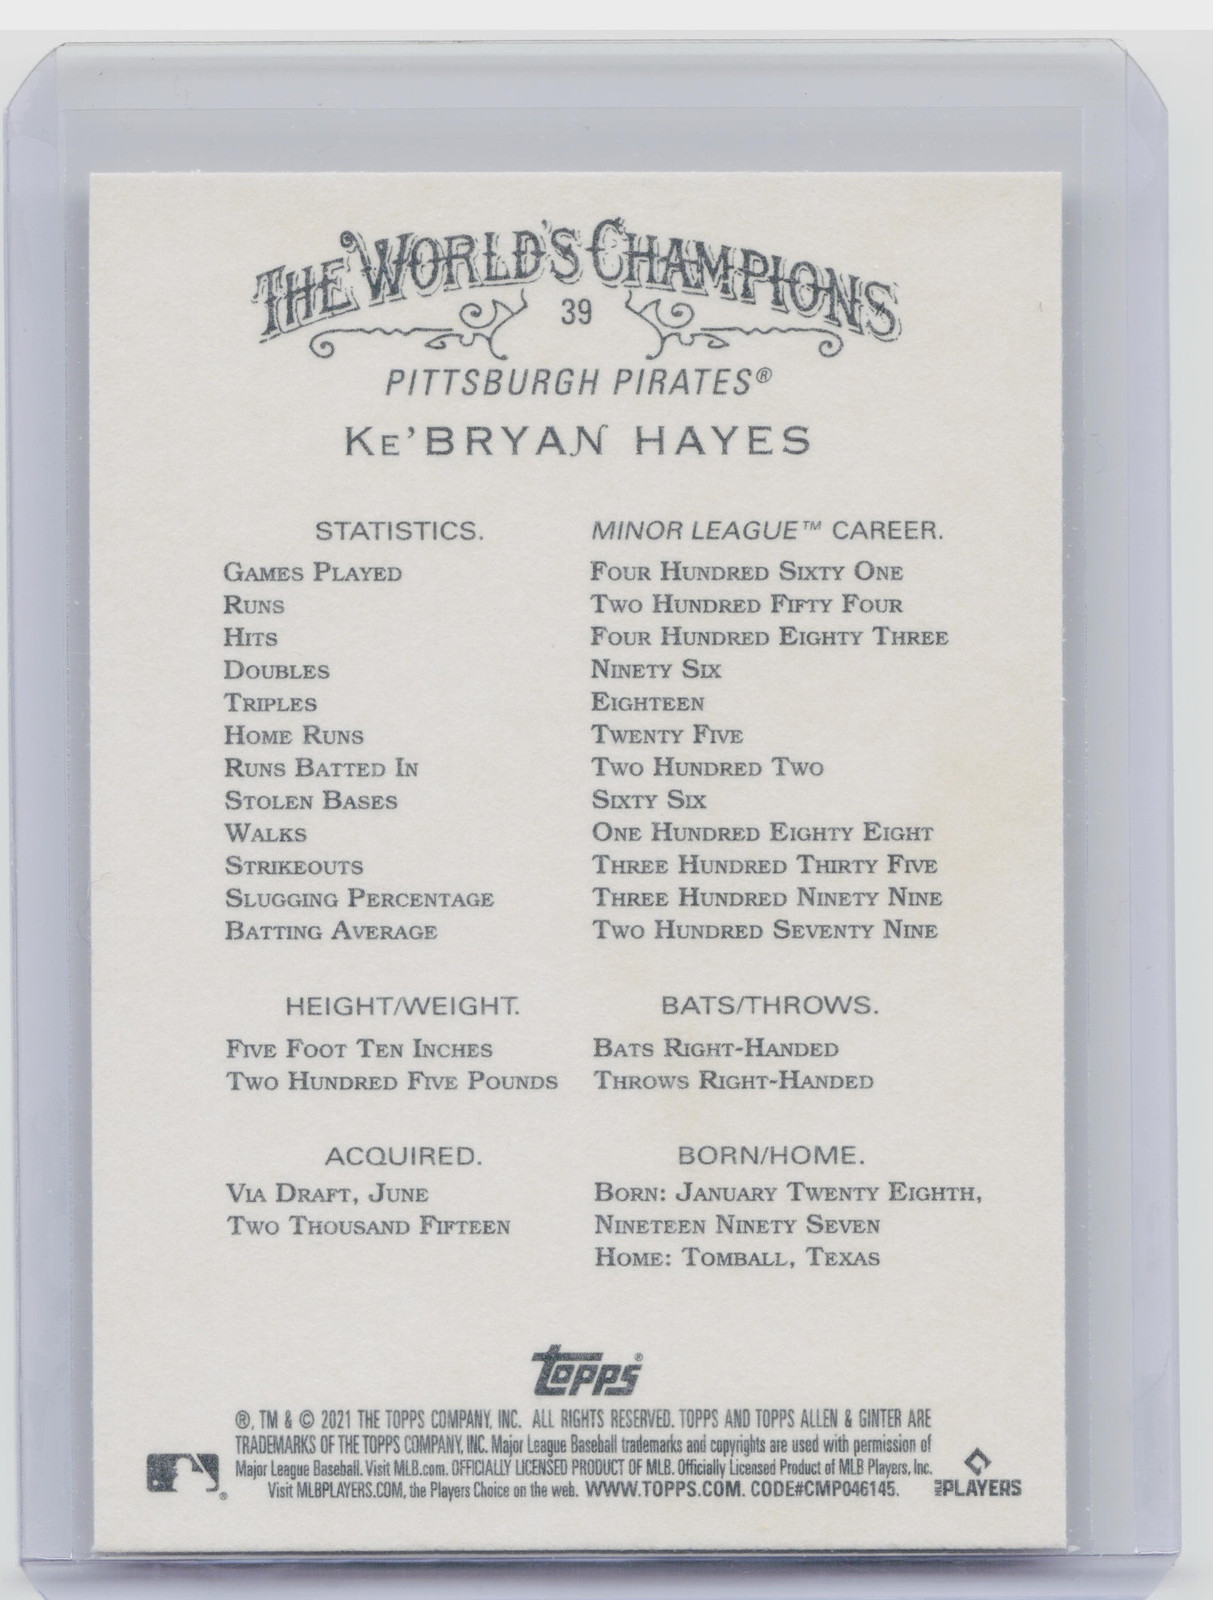 THE WORLD'S CHAMPIONS
39
PITTSBURGH PIRATES®
KE'BRYAN HAYES
STATISTICS. MINOR LEAGUE™ CAREER.
GAMES PLAYED FOUR HUNDRED SIXTY ONE
RUNS TWO HUNDRED FIFTY FOUR
HITS FOUR HUNDRED EIGHTY THREE
DOUBLES NINETY SIX
TRIPLES EIGHTEEN
HOME RUNS TWENTY FIVE
RUNS BATTED IN TWO HUNDRED TWO
STOLEN BASES SIXTY SIX
WALKS ONE HUNDRED EIGHTY EIGHT
STRIKEOUTS THREE HUNDRED THIRTY FIVE
SLUGGING PERCENTAGE THREE HUNDRED NINETY NINE
BATTING AVERAGE TWO HUNDRED SEVENTY NINE
HEIGHT/WEIGHT. BATS/THROWS.
FIVE FOOT TEN INCHES BATS RIGHT-HANDED
TWO HUNDRED FIVE POUNDS THROWS RIGHT-HANDED
ACQUIRED. BORN/HOME.
VIA DRAFT, JUNE BORN: JANUARY TWENTY EIGHTH,
TWO THOUSAND FIFTEEN NINETEEN NINETY SEVEN
HOME: TOMBALL, TEXAS
topps®
®, TM & © 2021 THE TOPPS COMPANY, INC. ALL RIGHTS RESERVED. TOPPS AND TOPPS ALLEN & GINTER ARE
TRADEMARKS OF THE TOPPS COMPANY, INC. Major League Baseball trademarks and copyrights are used with permission of
Major League Baseball. Visit MLB.com. OFFICIALLY LICENSED PRODUCT OF MLB. Officially Licensed Product of MLB Players, Inc.
Visit MLBPLAYERS.COM, the Players Choice on the web. WWW.TOPPS.COM. CODE#CMP046145.
MLB PLAYERS